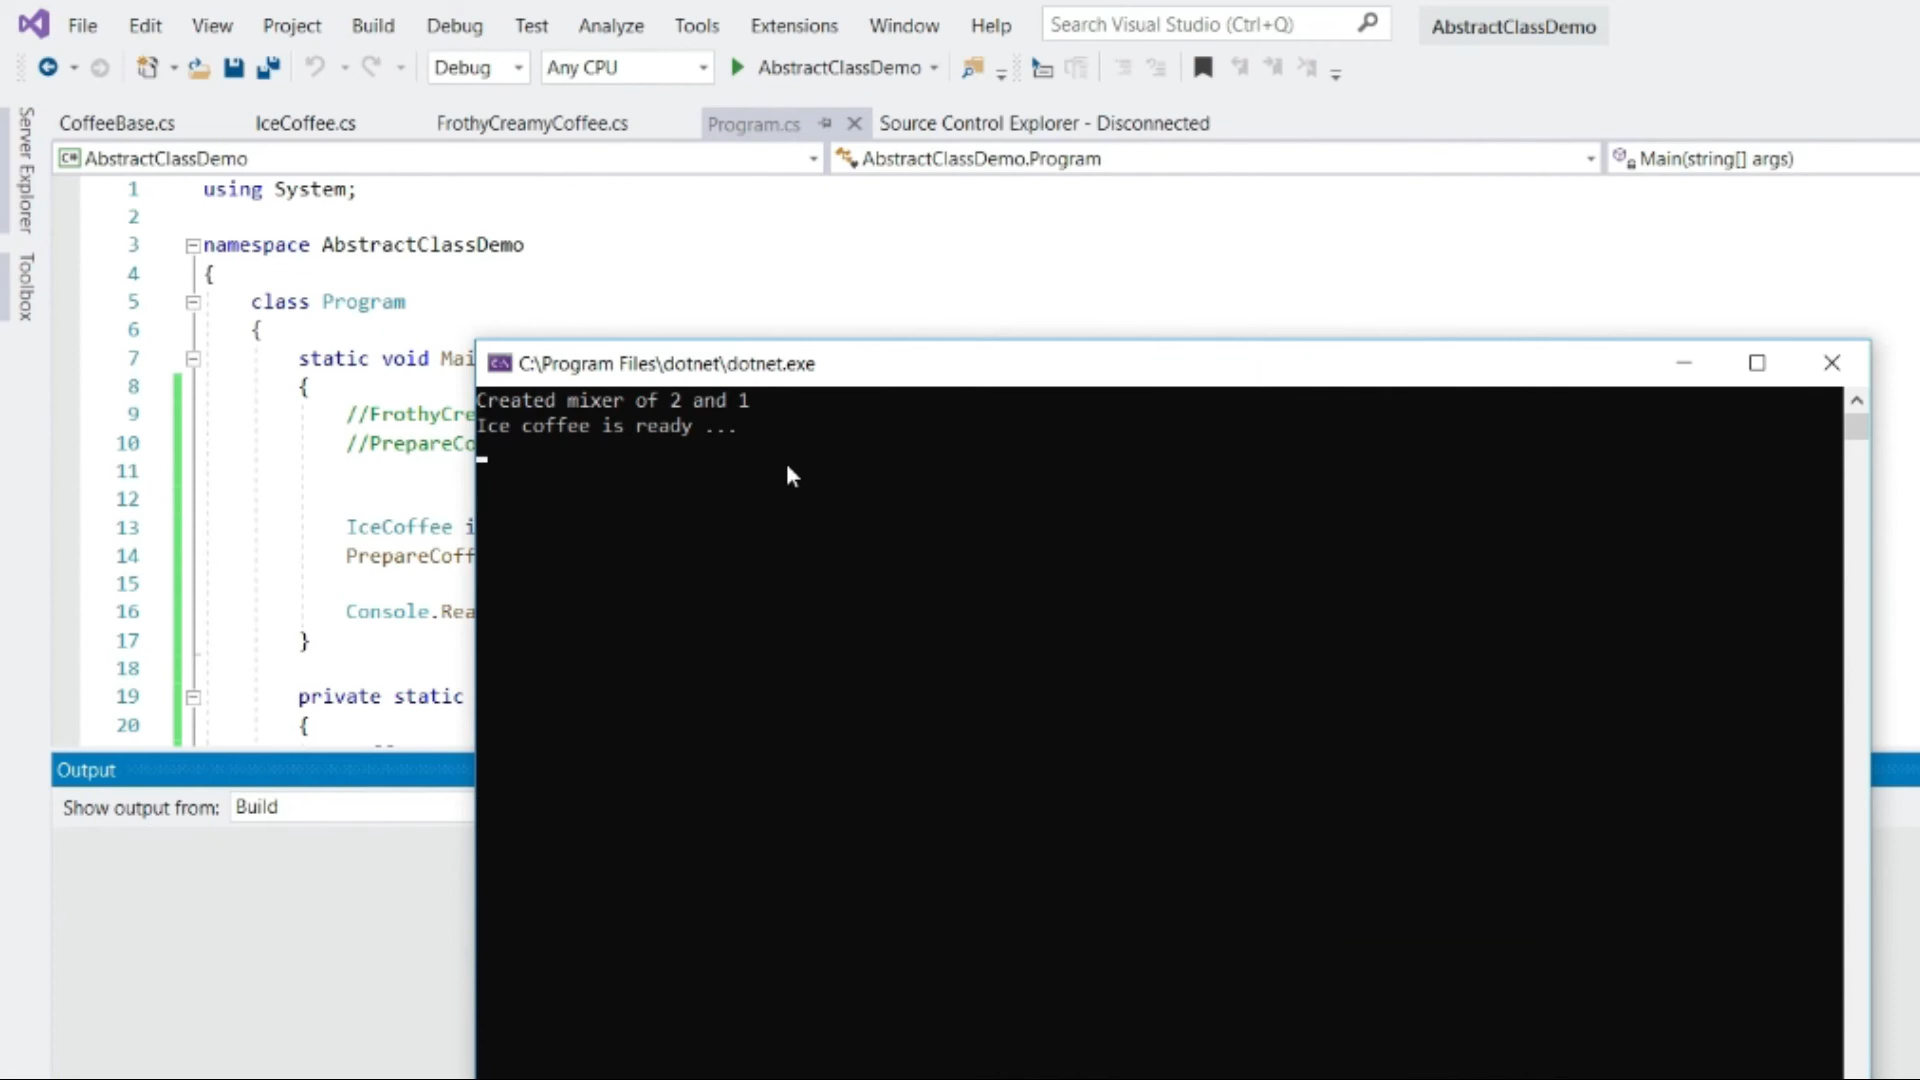 File Edit View Project Build Debug Test Analyze Tools Extensions Window Help Search Visual Studio (Ctrl+Q) AbstractClassDemo
Debug Any CPU AbstractClassDemo
Server Explorer
Toolbox
CoffeeBase.cs IceCoffee.cs FrothyCreamyCoffee.cs Program.cs Source Control Explorer - Disconnected
C# AbstractClassDemo AbstractClassDemo.Program Main(string[] args)
1 using System;
2
3 namespace AbstractClassDemo
4 {
5 class Program
6 {
7 static void Mai
8 {
9 //FrothyCre
10 //PrepareCo
11
12
13 IceCoffee i
14 PrepareCoff
15
16 Console.Rea
17 }
18
19 private static
20 {
C:\Program Files\dotnet\dotnet.exe
Created mixer of 2 and 1
Ice coffee is ready ...
Output
Show output from: Build